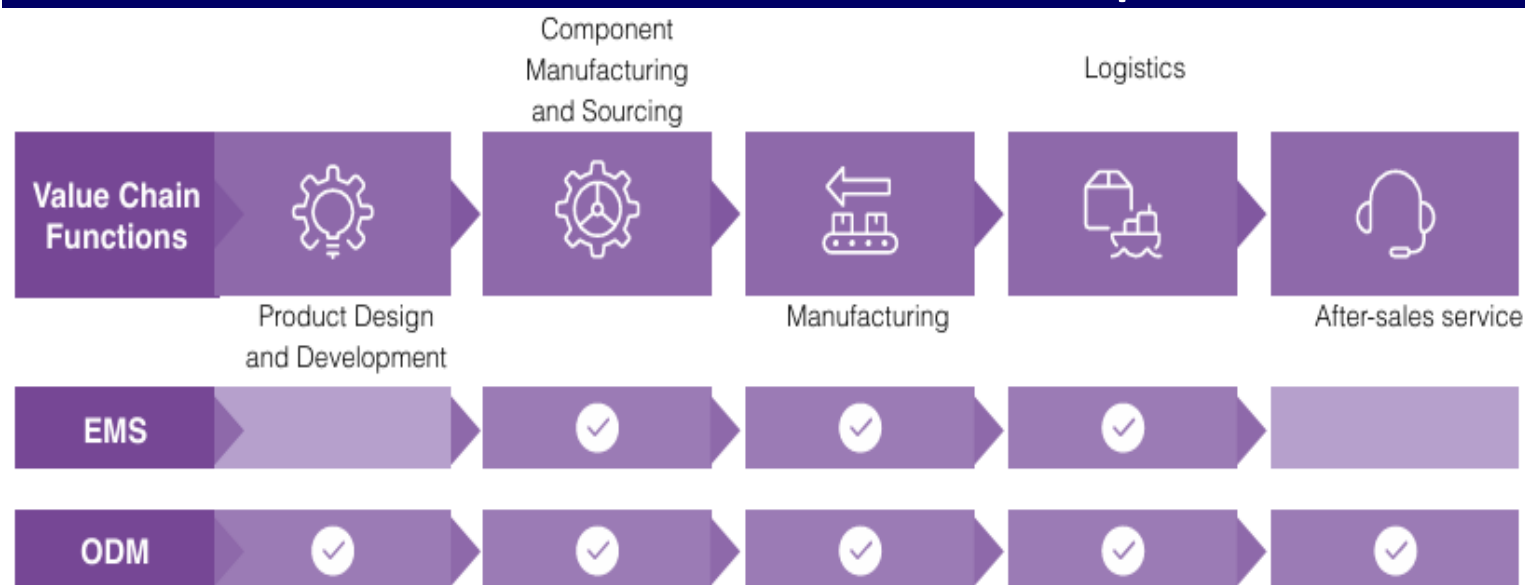 Component
Manufacturing
and Sourcing
Logistics
Value Chain
Functions
Product Design
and Development
Manufacturing
After-sales service
EMS
ODM